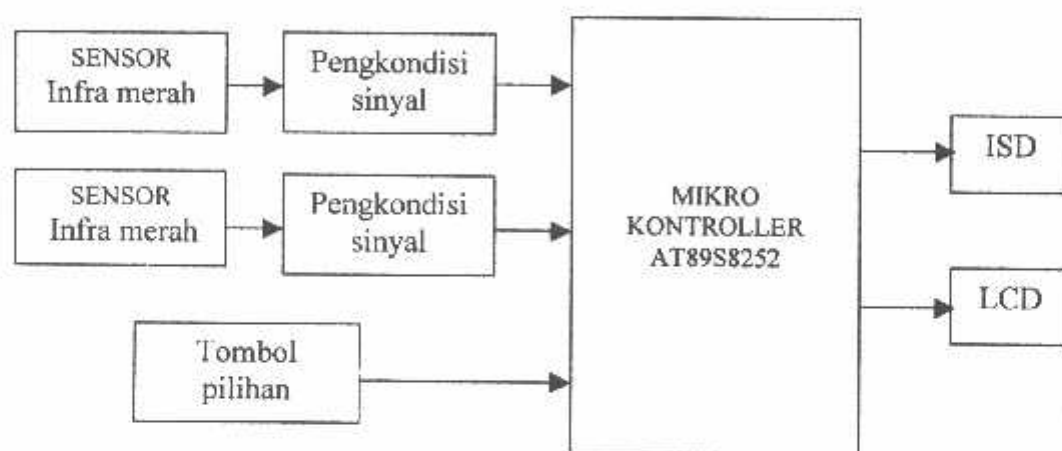 SENSOR
Infra merah
Pengkondisi
sinyal
SENSOR
Infra merah
Pengkondisi
sinyal
Tombol
pilihan
MIKRO
KONTROLLER
AT89S8252
ISD
LCD